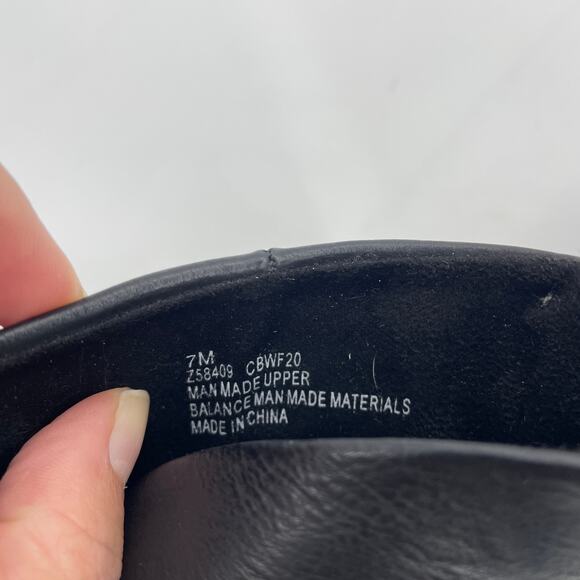 7M
Z58409 CBWF20
MAN MADE UPPER
BALANCE MAN MADE MATERIALS
MADE IN CHINA